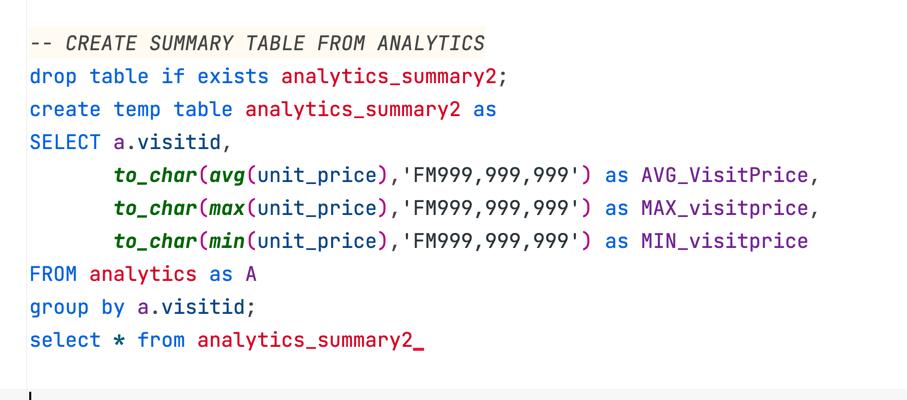 -- CREATE SUMMARY TABLE FROM ANALYTICS
drop table if exists analytics_summary2;
create temp table analytics_summary2 as
SELECT a.visitid,
       to_char(avg(unit_price),'FM999,999,999') as AVG_VisitPrice,
       to_char(max(unit_price),'FM999,999,999') as MAX_visitprice,
       to_char(min(unit_price),'FM999,999,999') as MIN_visitprice
FROM analytics as A
group by a.visitid;
select * from analytics_summary2_